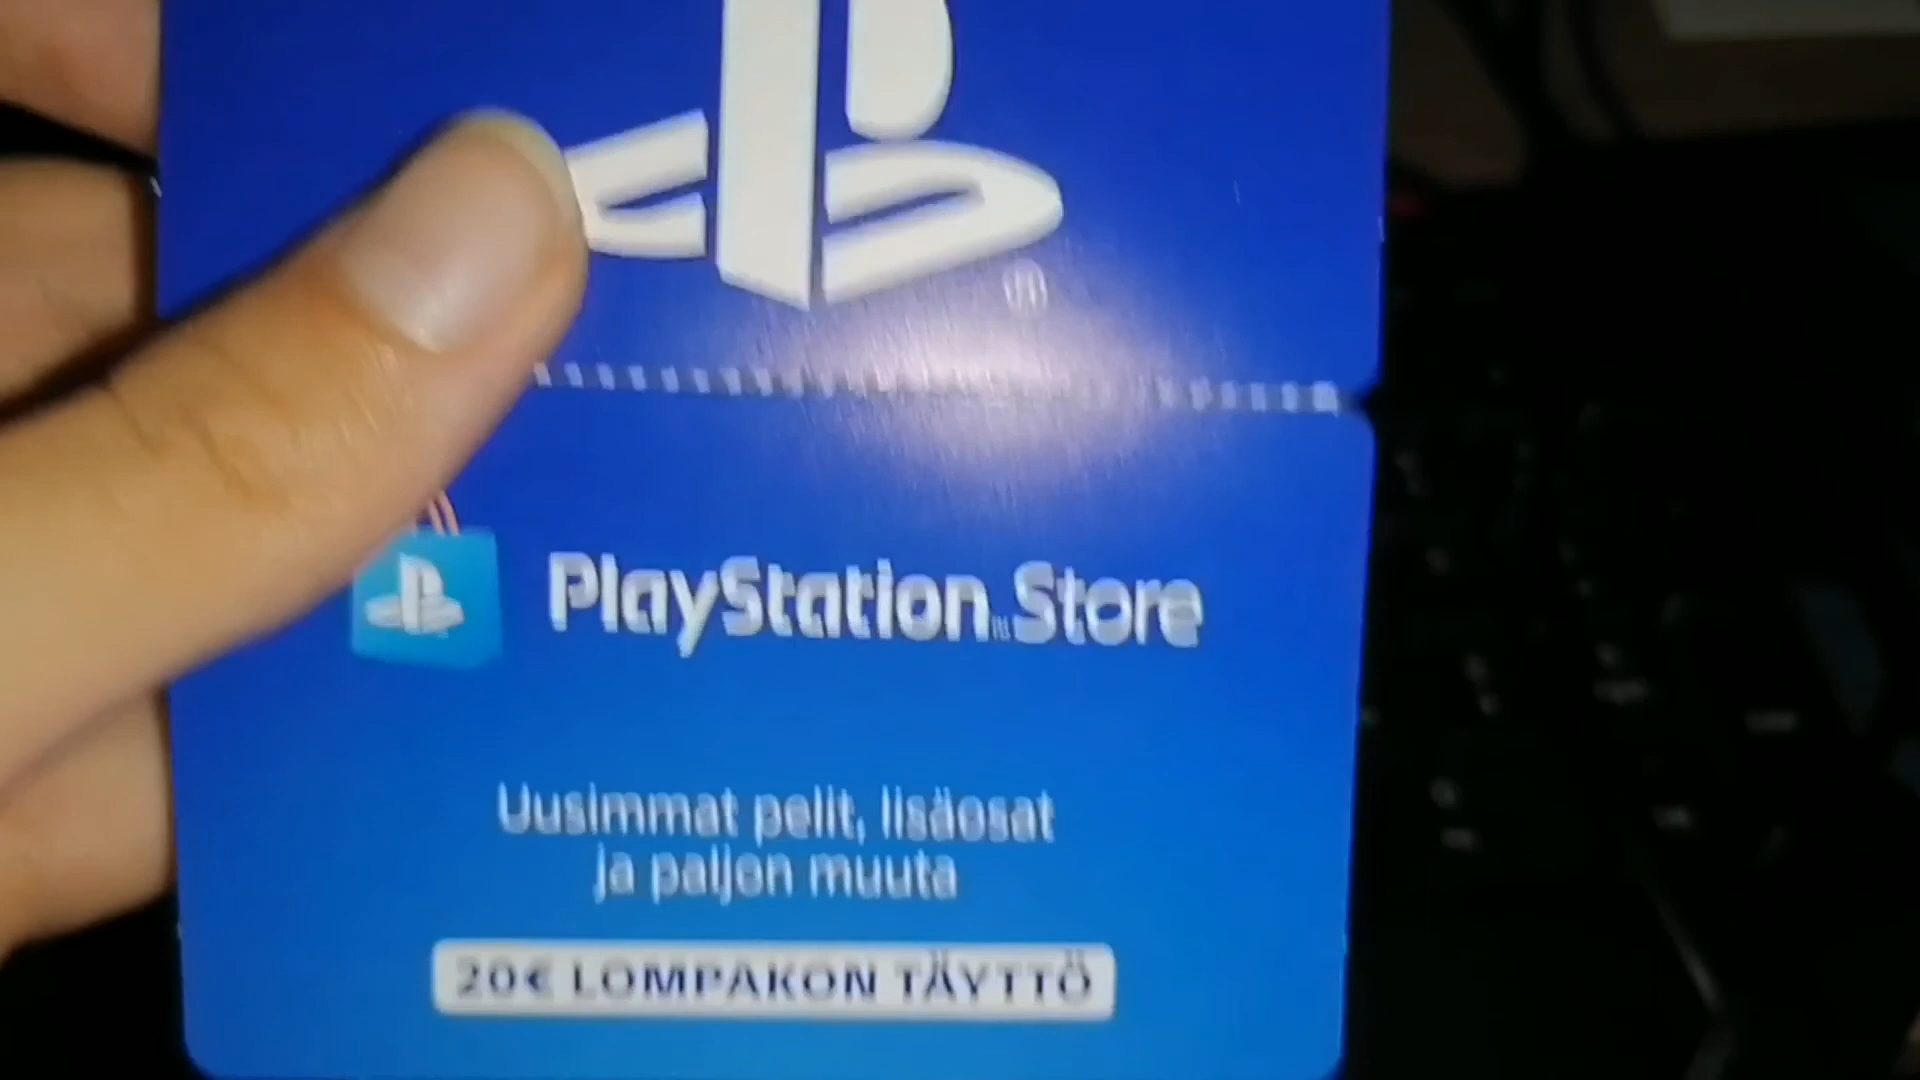 PlayStation Store
Uusimmat pelit, lisäosat
ja paljon muuta
20€ LOMPAKON TÄYTTÖ